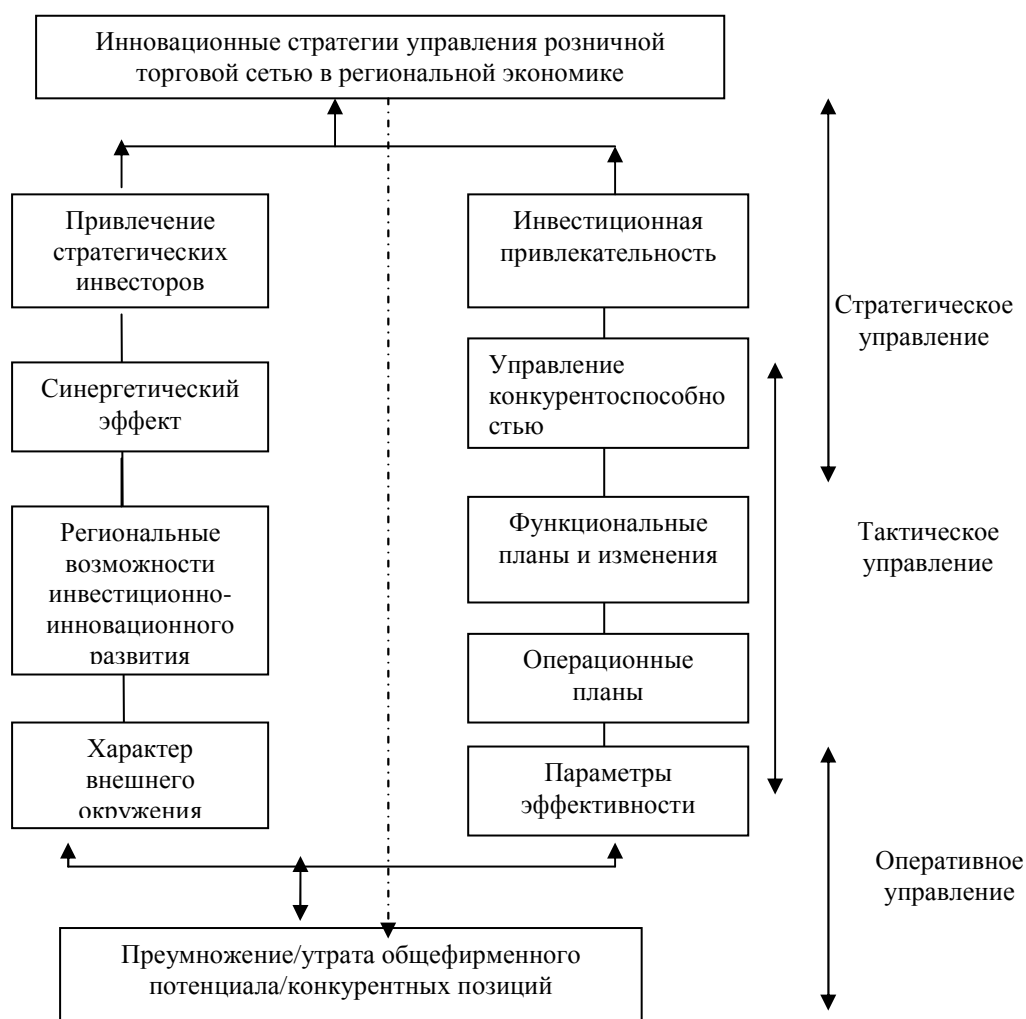 Инновационные стратегии управления розничной
торговой сетью в региональной экономике
Привлечение
стратегических
инвесторов
Синергетический
эффект
Региональные
возможности
инвестиционно-
инновационного
развития
Характер
внешнего
окружения
Инвестиционная
привлекательность
Управление
конкурентоспособно
стью
Функциональные
планы и изменения
Операционные
планы
Параметры
эффективности
Стратегическое
управление
Тактическое
управление
Оперативное
управление
Преумножение/утрата общефирменного
потенциала/конкурентных позиций